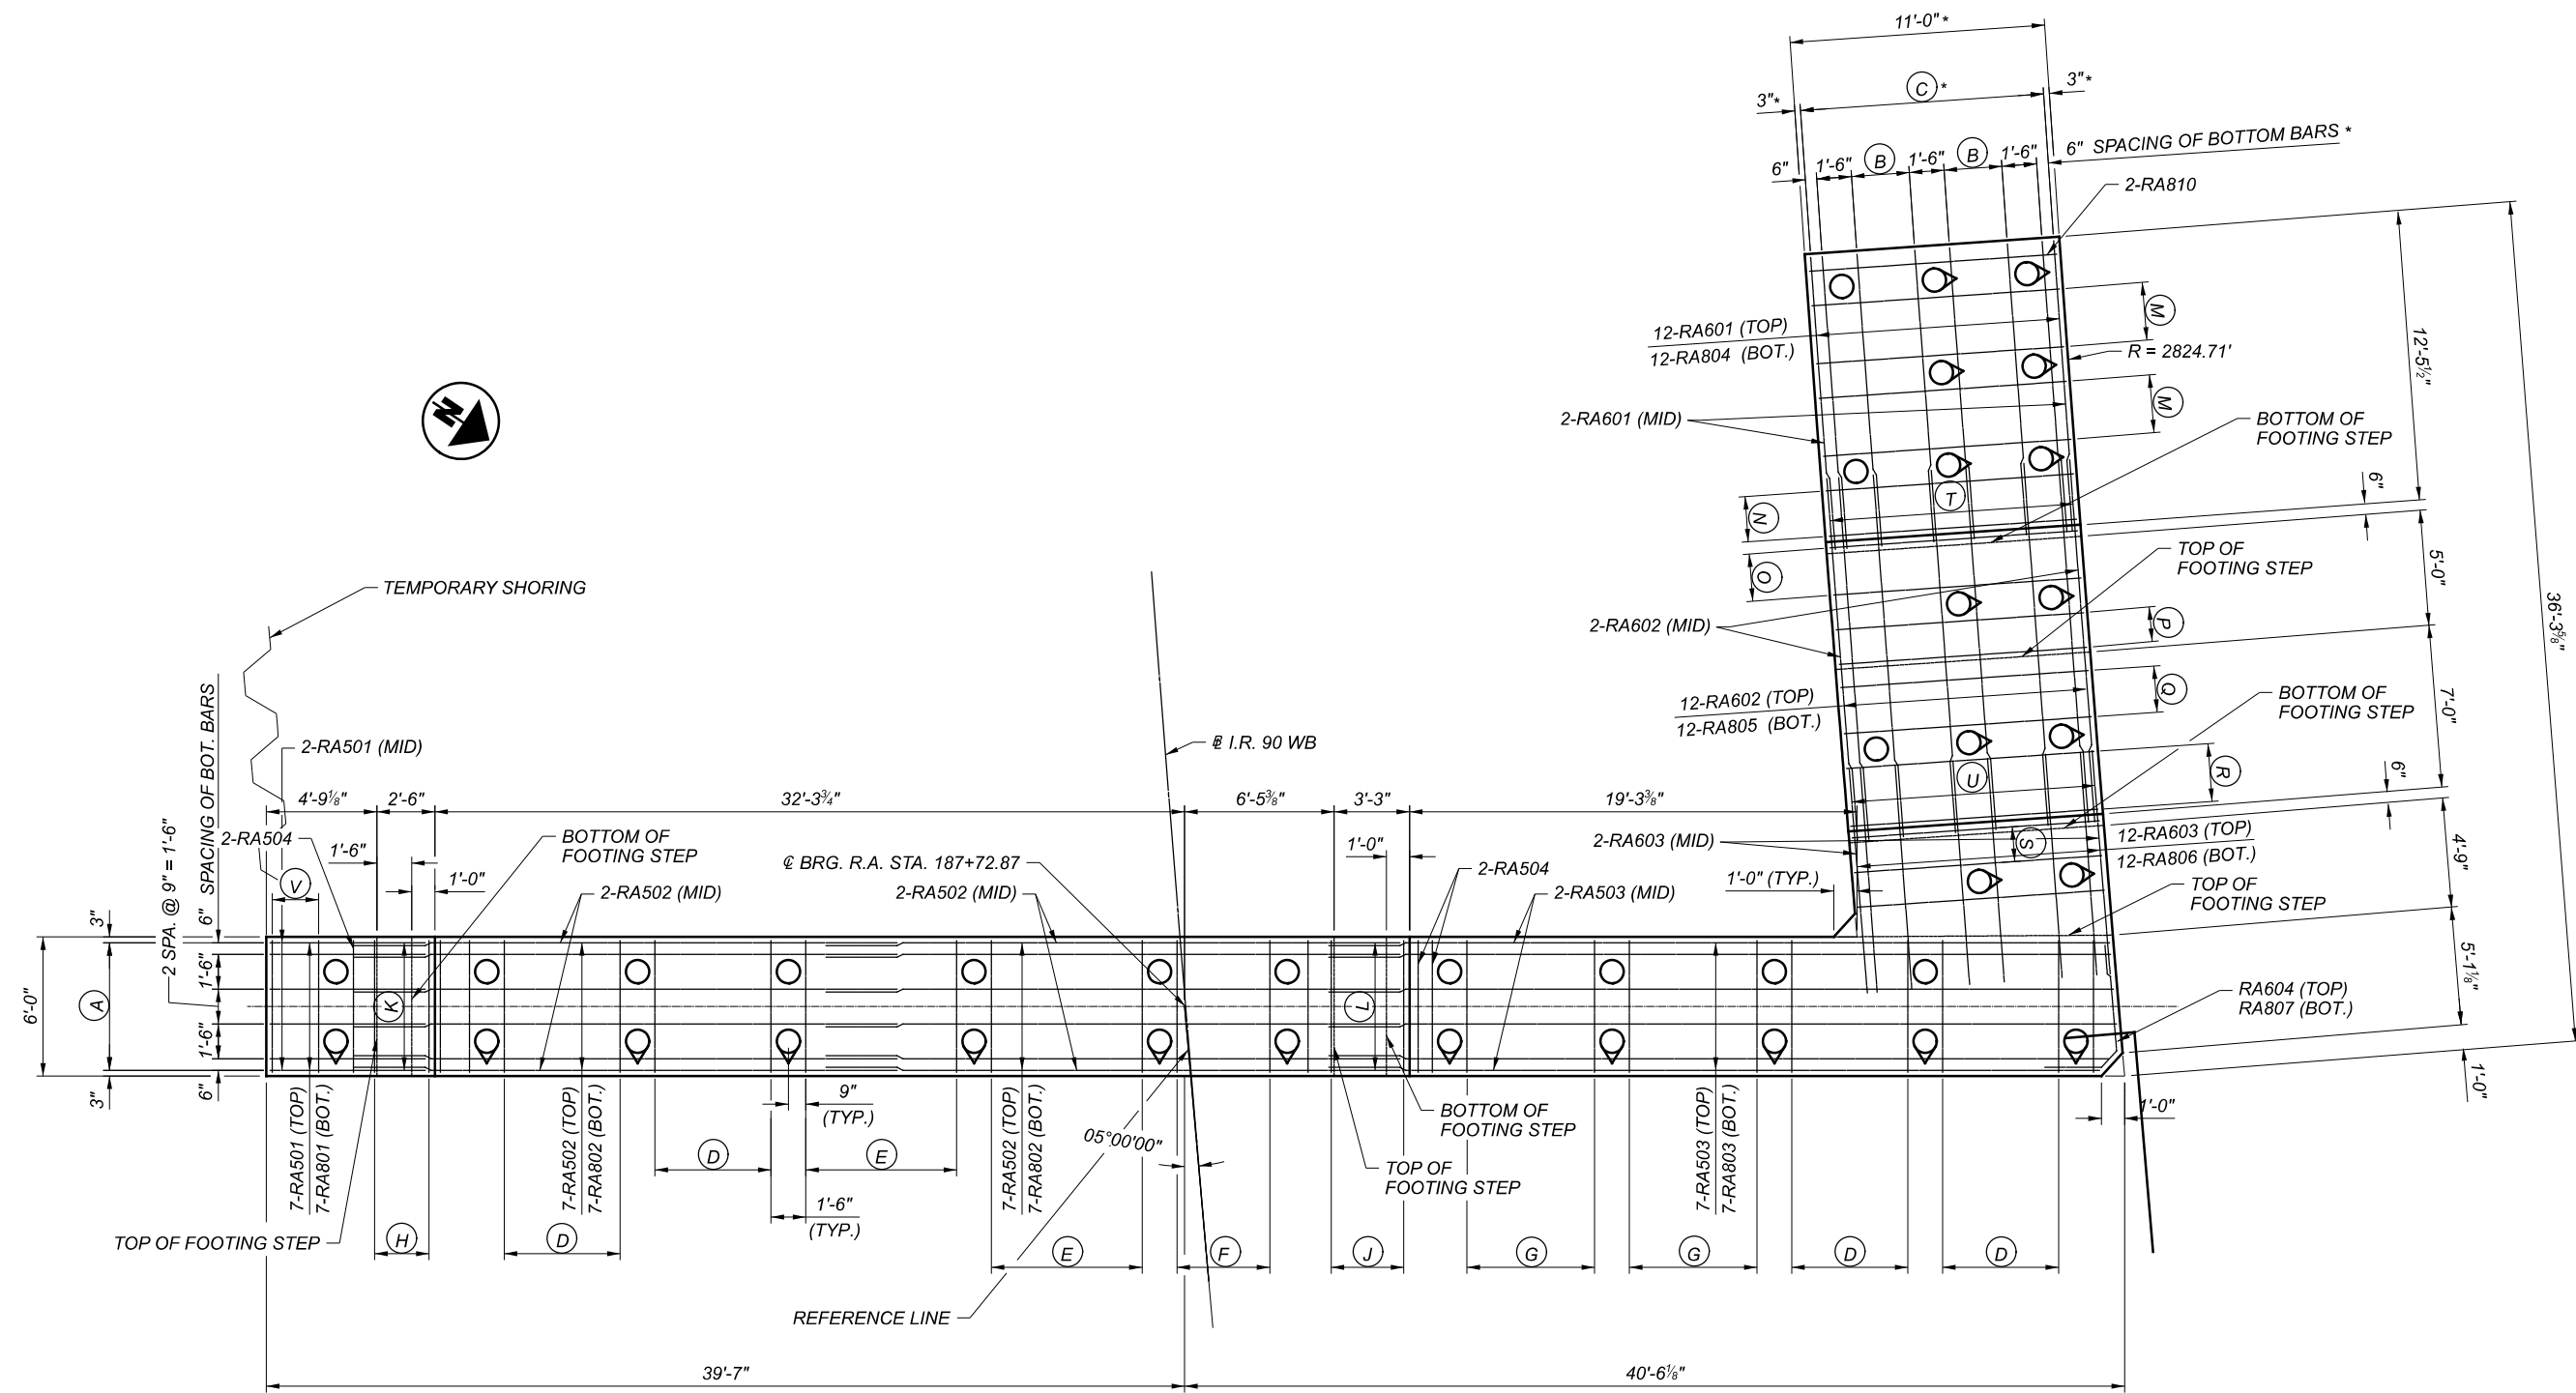 11'-0" *
C *
3"*
3"*
6" SPACING OF BOTTOM BARS *
6"
1'-6"
B
1'-6"
B
1'-6"
2-RA810
12-RA601 (TOP)
12-RA804 (BOT.)
M
R = 2824.71'
12'-5½"
36'-3⅝"
2-RA601 (MID)
M
BOTTOM OF
FOOTING STEP
6"
T
N
TOP OF
FOOTING STEP
O
5'-0"
2-RA602 (MID)
P
12-RA602 (TOP)
12-RA805 (BOT.)
Q
BOTTOM OF
FOOTING STEP
7'-0"
R
U
6"
N
TEMPORARY SHORING
6" SPACING OF BOT. BARS
2-RA501 (MID)
℄ I.R. 90 WB
4'-9⅛"
2'-6"
32'-3¾"
6'-5⅜"
3'-3"
19'-3⅜"
2 SPA. @ 9" = 1'-6"
2-RA504
1'-6"
BOTTOM OF
FOOTING STEP
1'-0"
℄ BRG. R.A. STA. 187+72.87
1'-0"
2-RA504
2-RA603 (MID)
S
12-RA603 (TOP)
12-RA806 (BOT.)
4'-9"
V
2-RA502 (MID)
2-RA502 (MID)
2-RA503 (MID)
1'-0" (TYP.)
TOP OF
FOOTING STEP
3"
6"
1'-6"
5'-1⅛"
6'-0"
A
K
L
RA604 (TOP)
RA807 (BOT.)
1'-6"
3"
6"
1'-0"
1'-0"
7-RA501 (TOP)
7-RA801 (BOT.)
7-RA502 (TOP)
7-RA802 (BOT.)
9"
(TYP.)
7-RA502 (TOP)
7-RA802 (BOT.)
05°00'00"
BOTTOM OF
FOOTING STEP
7-RA503 (TOP)
7-RA803 (BOT.)
D
E
TOP OF
FOOTING STEP
1'-6"
(TYP.)
TOP OF FOOTING STEP
H
D
E
F
J
G
G
D
D
REFERENCE LINE
39'-7"
40'-6⅛"